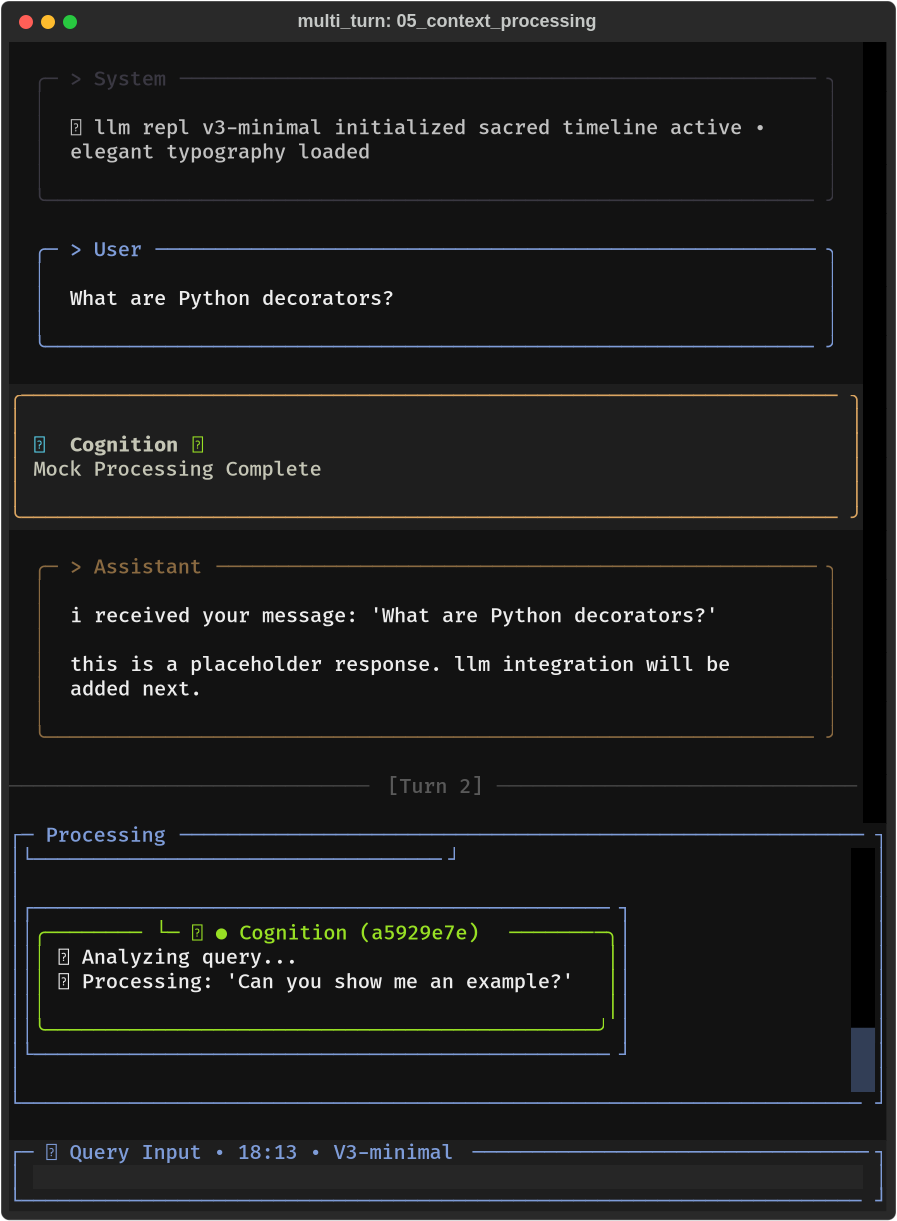 multi_turn: 05_context_processing
> System
llm repl v3-minimal initialized sacred timeline active •
elegant typography loaded
> User
What are Python decorators?
Cognition
Mock Processing Complete
> Assistant
i received your message: 'What are Python decorators?'
this is a placeholder response. llm integration will be
added next.
[Turn 2]
Processing
● Cognition (a5929e7e)
Analyzing query...
Processing: 'Can you show me an example?'
Query Input • 18:13 • V3-minimal